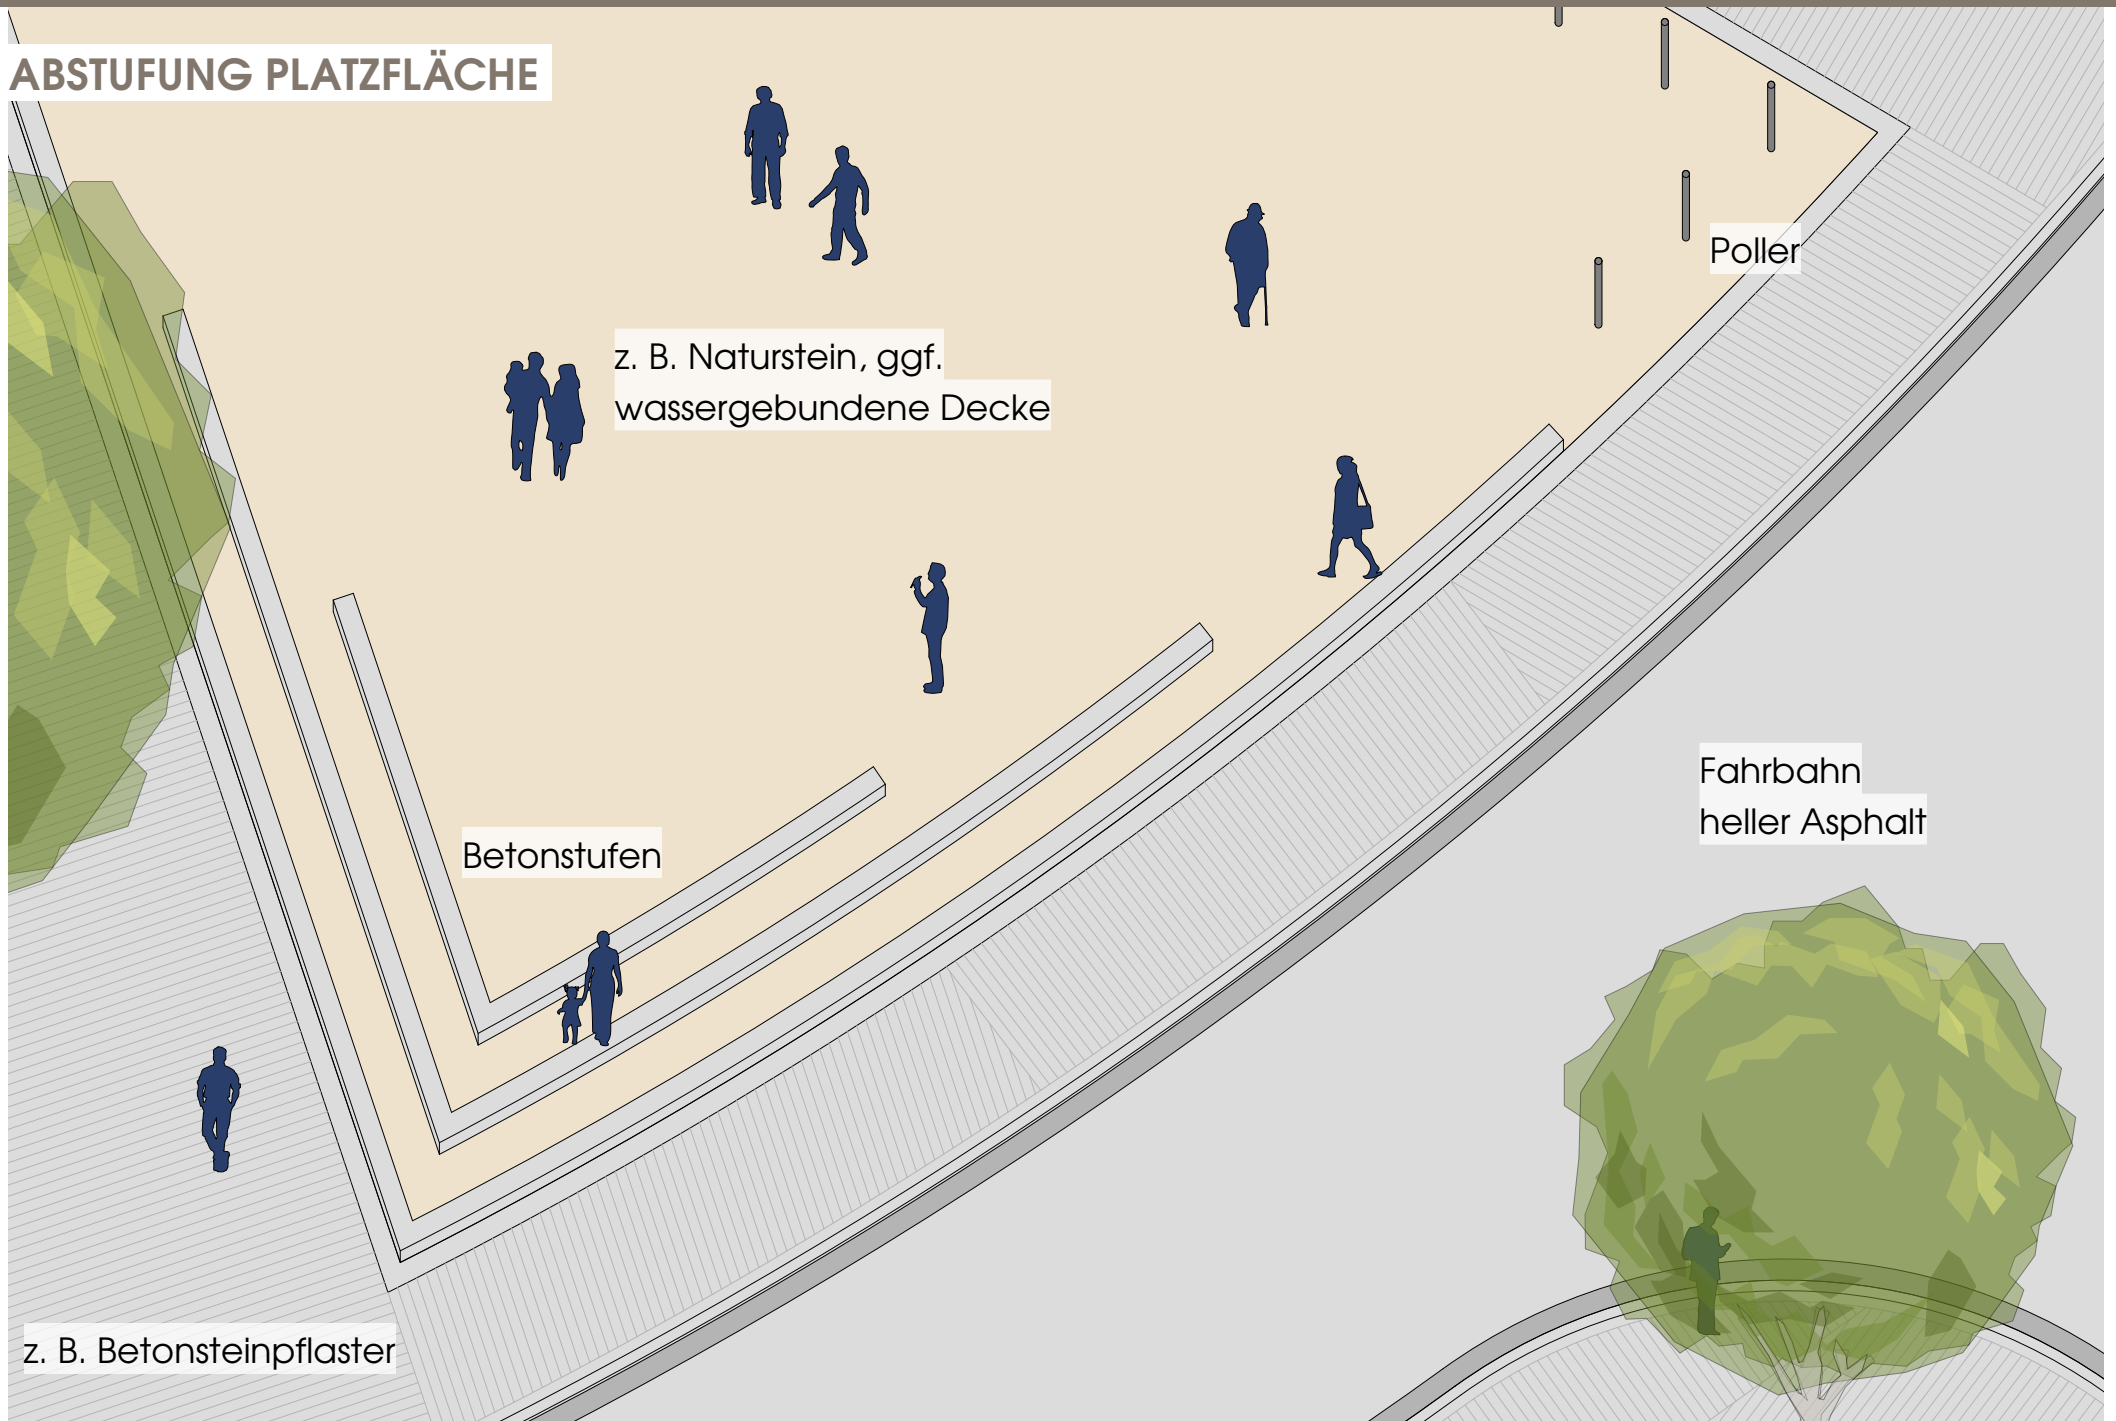 ABSTUFUNG PLATZFLÄCHE
Poller
z. B. Naturstein, ggf.
wassergebundene Decke
Fahrbahn
heller Asphalt
Betonstufen
z. B. Betonsteinpflaster